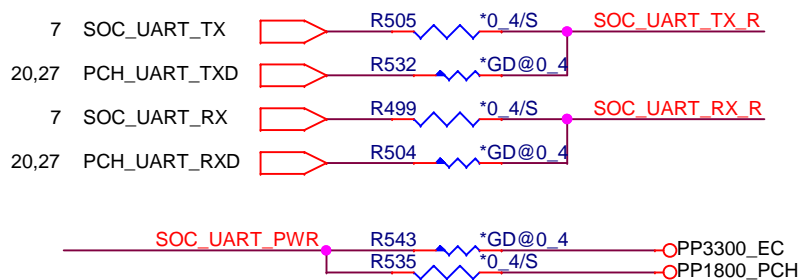 7 SOC_UART_TX R505 *0_4/S SOC_UART_TX_R
20,27 PCH_UART_TXD R532 *GD@0_4
7 SOC_UART_RX R499 *0_4/S SOC_UART_RX_R
20,27 PCH_UART_RXD R504 *GD@0_4
SOC_UART_PWR R543 *GD@0_4 PP3300_EC
R535 *0_4/S PP1800_PCH